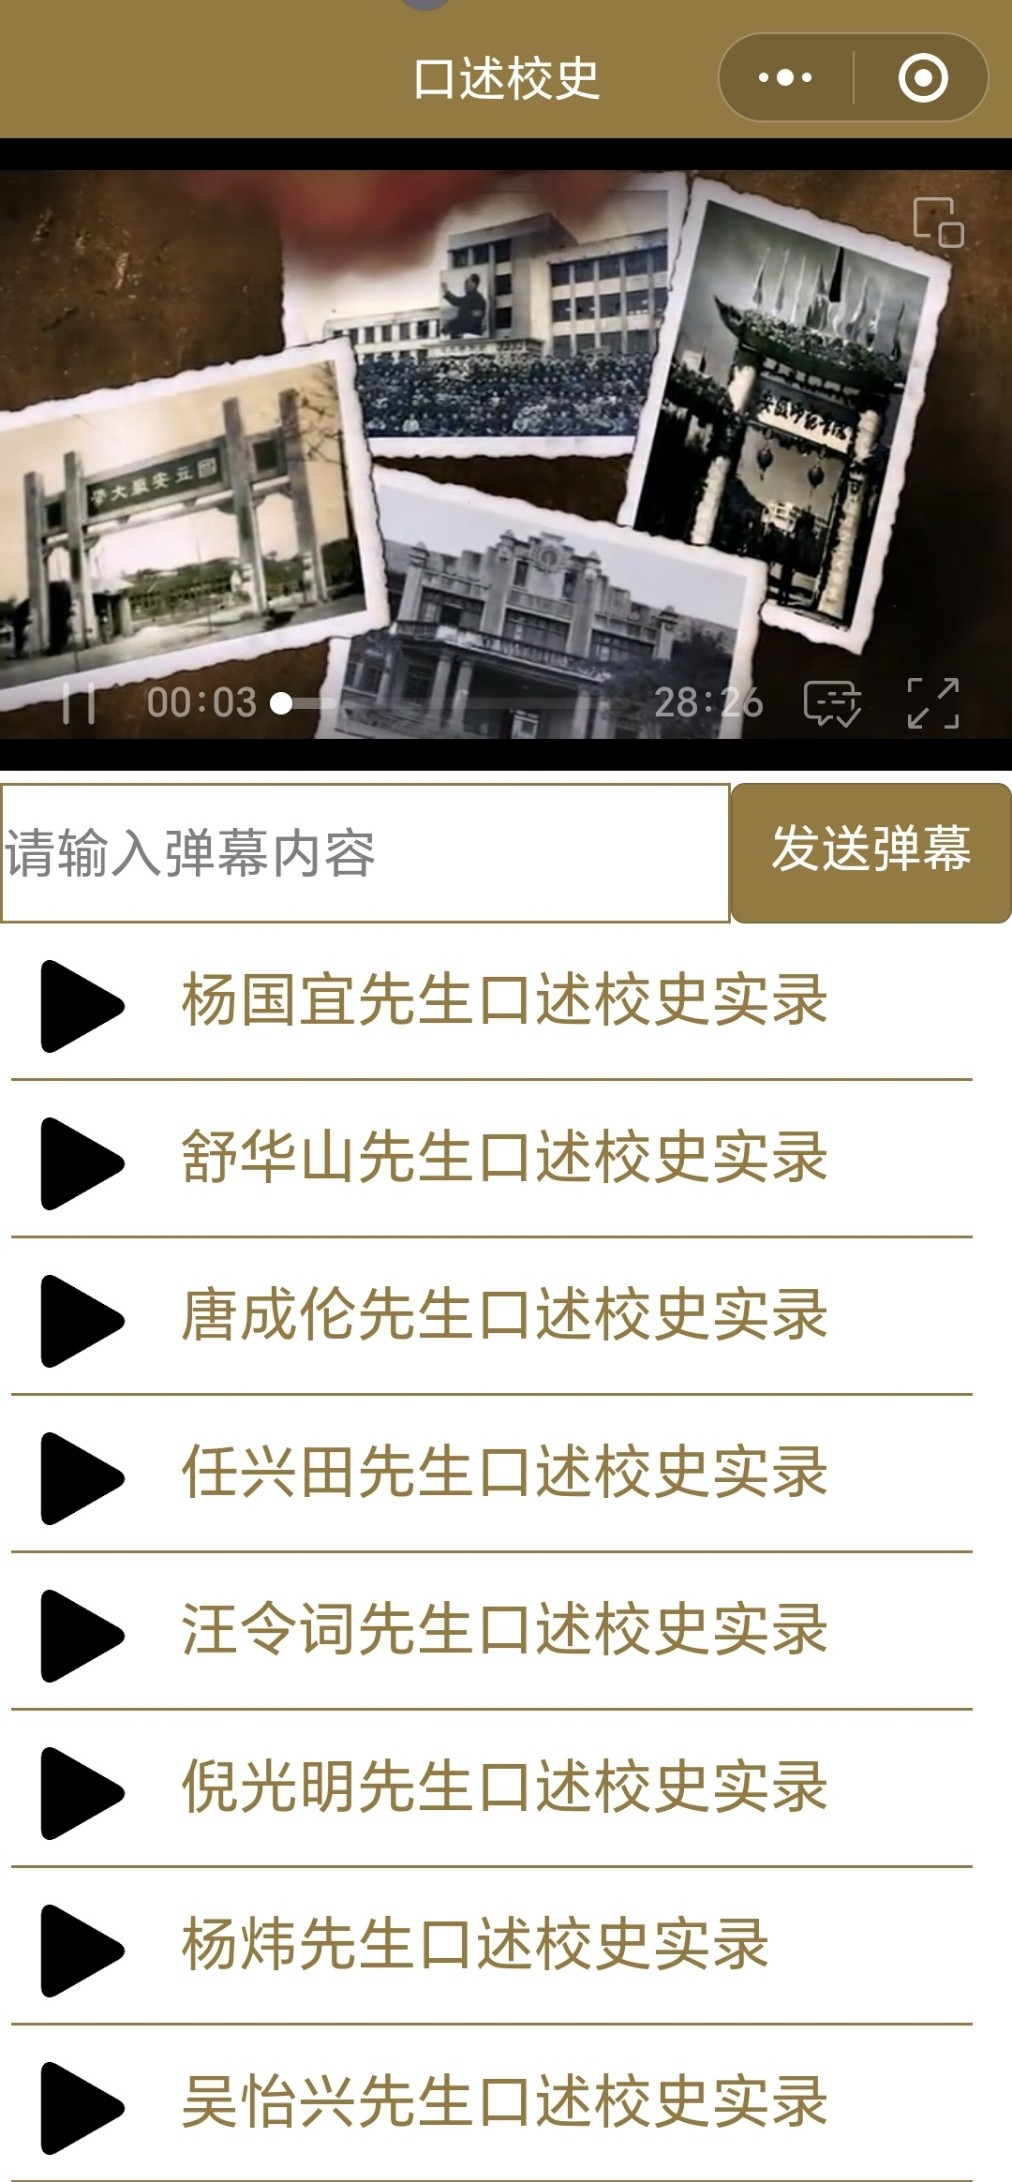 口述校史
國立安徽大學
安徽师范学院
00:03
28:26
请输入弹幕内容
发送弹幕
杨国宜先生口述校史实录
舒华山先生口述校史实录
唐成伦先生口述校史实录
任兴田先生口述校史实录
汪令词先生口述校史实录
倪光明先生口述校史实录
杨炜先生口述校史实录
吴怡兴先生口述校史实录